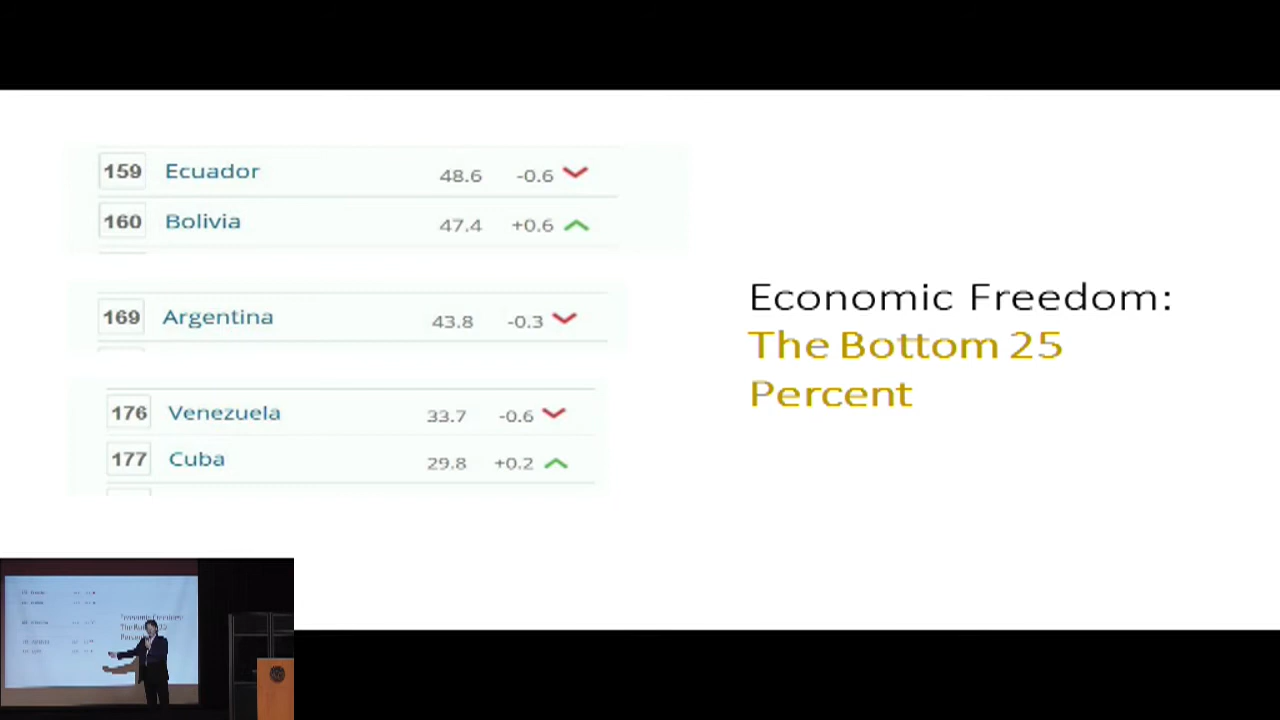 159 Ecuador 48.6 -0.6
160 Bolivia 47.4 +0.6
169 Argentina 43.8 -0.3
176 Venezuela 33.7 -0.6
177 Cuba 29.8 +0.2
Economic Freedom:
The Bottom 25
Percent